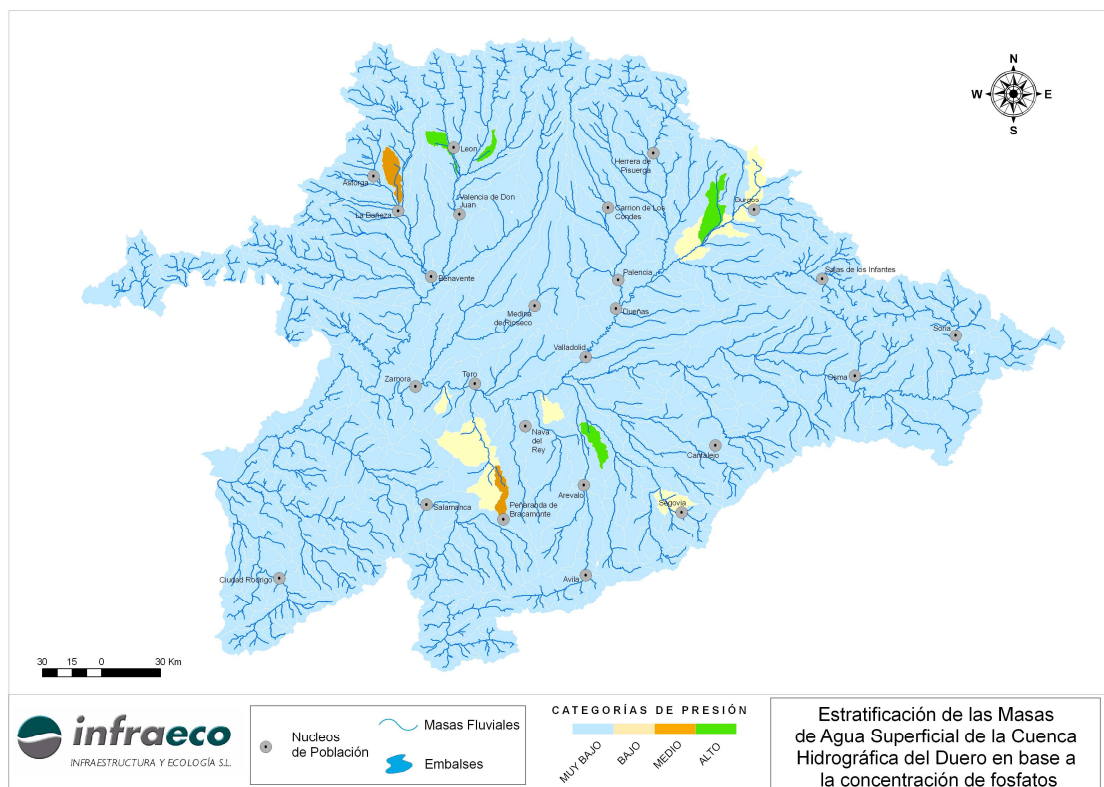 N
W
E
S
Leon
Astorga
Valencia de Don
Juan
La Bañeza
Herrera de
Pisuerga
Burgos
Carrion de Los
Condes
Benavente
Palencia
Salas de los Infantes
Medina
de Rioseco
Dueñas
Soria
Valladolid
Zamora
Toro
Osma
Nava
del
Rey
Cantalejo
Arevalo
Segovia
Salamanca
Peñaranda de
Bracamonte
Ciudad Rodrigo
Avila
30 15 0 30 Km
infraeco
INFRAESTRUCTURA Y ECOLOGÍA S.L.
Núcleos
de Población
Masas Fluviales
Embalses
CATEGORÍAS DE PRESIÓN
MUY BAJO
BAJO
MEDIO
ALTO
Estratificación de las Masas
de Agua Superficial de la Cuenca
Hidrográfica del Duero en base a
la concentración de fosfatos